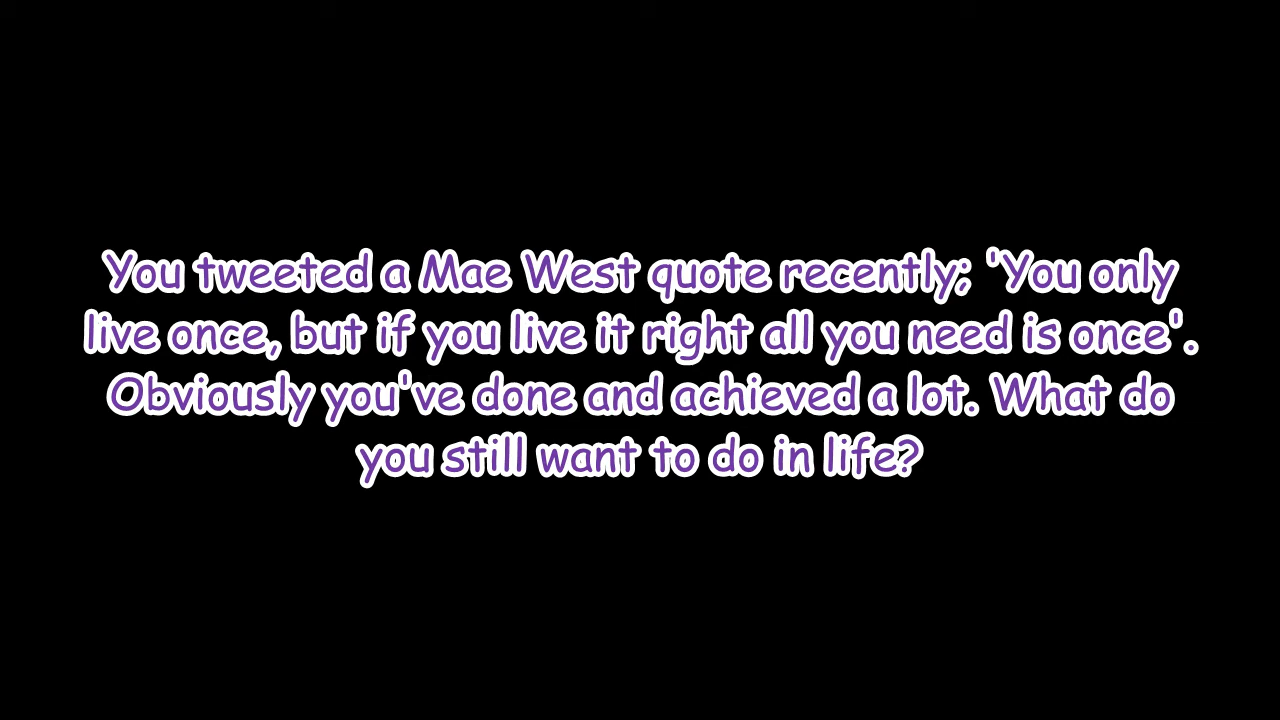 You tweeted a Mae West quote recently; 'You only
live once, but if you live it right all you need is once'.
Obviously you've done and achieved a lot. What do
you still want to do in life?